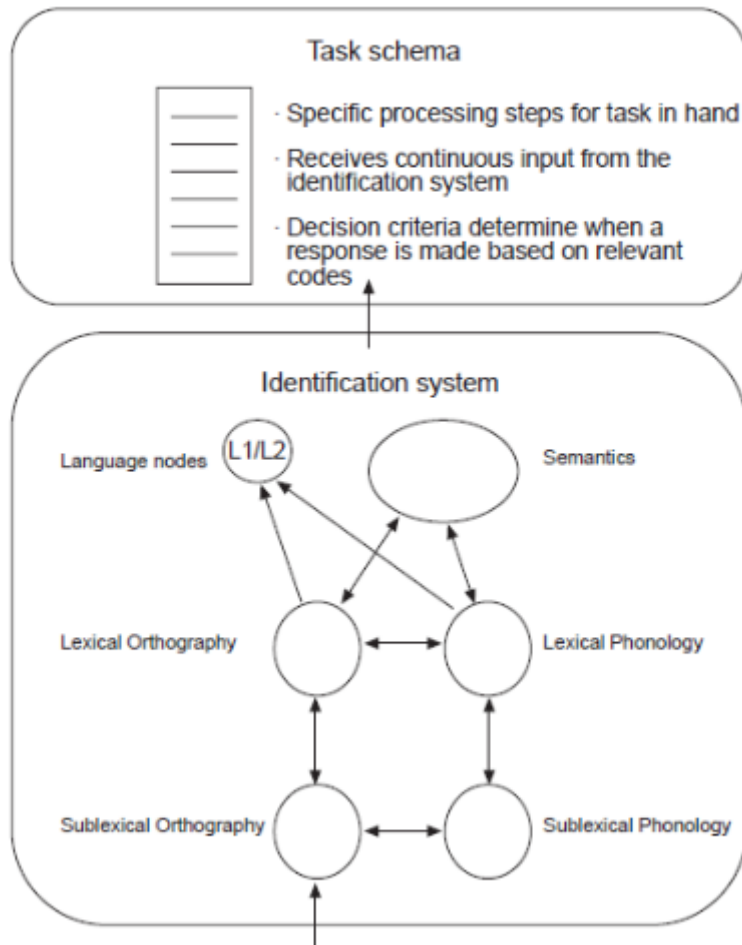 Task schema
· Specific processing steps for task in hand
· Receives continuous input from the
identification system
· Decision criteria determine when a
response is made based on relevant
codes
Identification system
Language nodes
L1/L2
Semantics
Lexical Orthography
Lexical Phonology
Sublexical Orthography
Sublexical Phonology